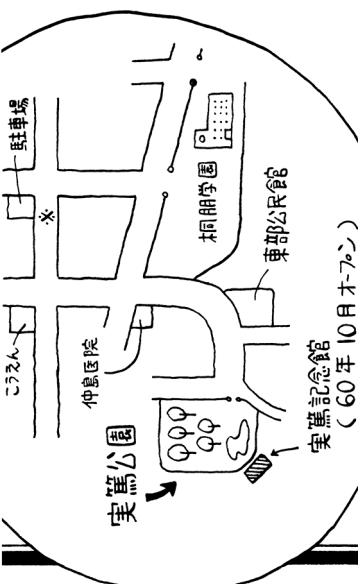 駐車場
※
桐朋学園
東部公民館
こうえん
仲島医院
実篤公園
実篤記念館
(60年10月オープン)